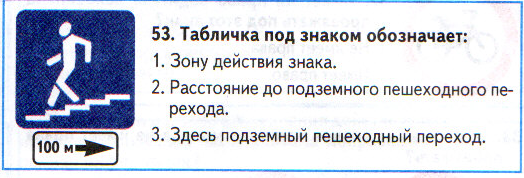 53. Табличка под знаком обозначает:
1. Зону действия знака.
2. Расстояние до подземного пешеходного пе-
рехода.
3. Здесь подземный пешеходный переход.
100 м